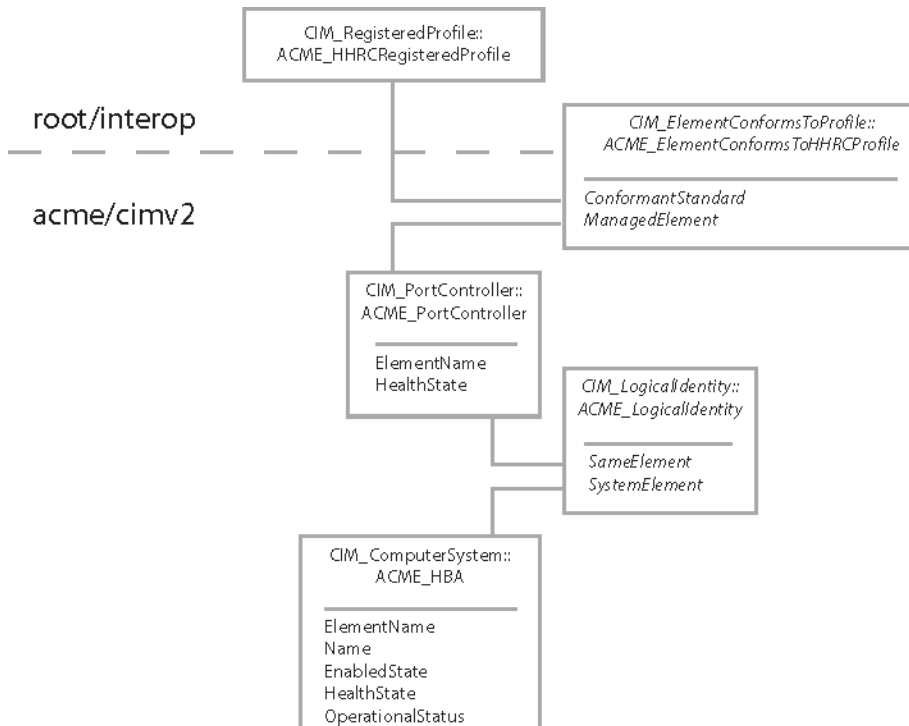 CIM_RegisteredProfile::
ACME_HHRCRegisteredProfile
root/interop
CIM_ElementConformsToProfile::
ACME_ElementConformsToHHRCProfile
ConformantStandard
ManagedElement
acme/cimv2
CIM_PortController::
ACME_PortController
ElementName
HealthState
CIM_LogicalIdentity::
ACME_LogicalIdentity
SameElement
SystemElement
CIM_ComputerSystem::
ACME_HBA
ElementName
Name
EnabledState
HealthState
OperationalStatus